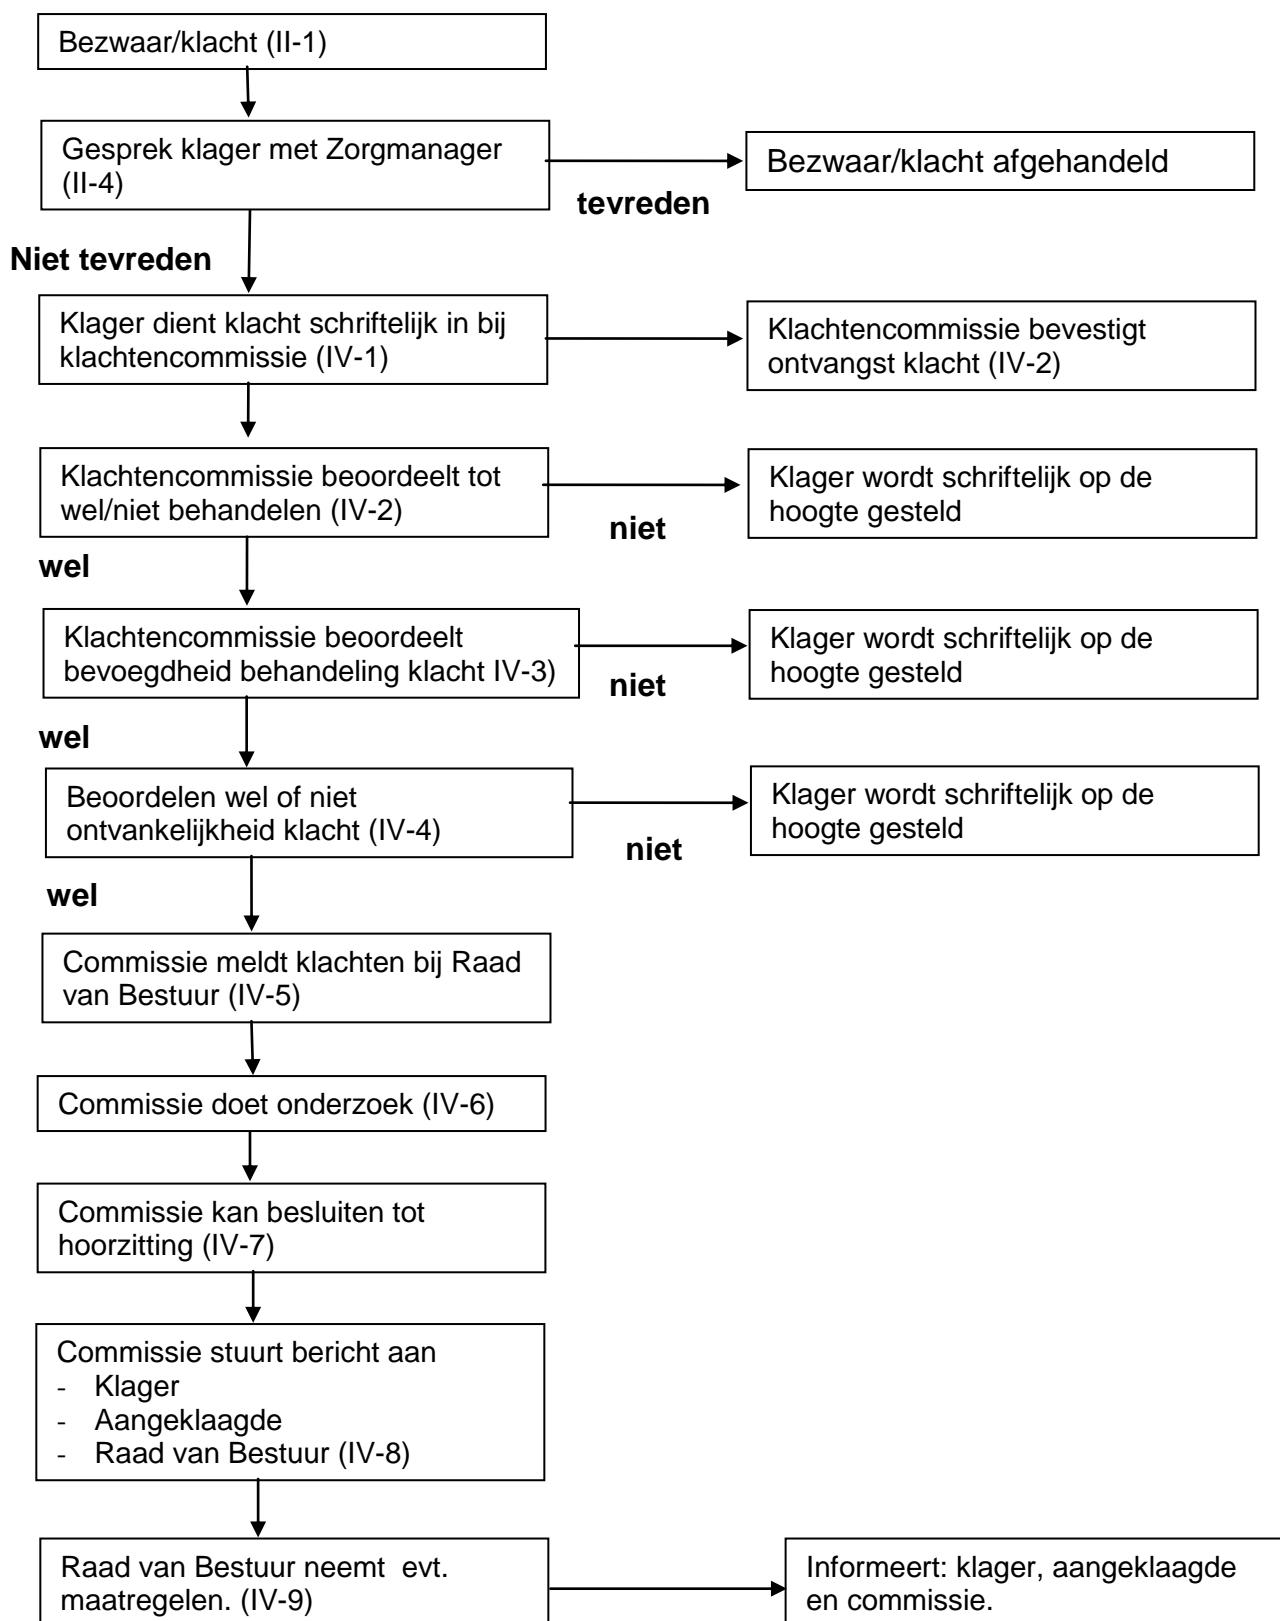 Bezwaar/klacht (II-1)
Gesprek klager met Zorgmanager
(II-4)
Bezwaar/klacht afgehandeld
tevreden
Niet tevreden
Klager dient klacht schriftelijk in bij
klachtencommissie (IV-1)
Klachtencommissie bevestigt
ontvangst klacht (IV-2)
Klachtencommissie beoordeelt tot
wel/niet behandelen (IV-2)
Klager wordt schriftelijk op de
hoogte gesteld
niet
wel
Klachtencommissie beoordeelt
bevoegdheid behandeling klacht IV-3)
Klager wordt schriftelijk op de
hoogte gesteld
niet
wel
Beoordelen wel of niet
ontvankelijkheid klacht (IV-4)
Klager wordt schriftelijk op de
hoogte gesteld
niet
wel
Commissie meldt klachten bij Raad
van Bestuur (IV-5)
Commissie doet onderzoek (IV-6)
Commissie kan besluiten tot
hoorzitting (IV-7)
Commissie stuurt bericht aan
- Klager
- Aangeklaagde
- Raad van Bestuur (IV-8)
Raad van Bestuur neemt  evt.
maatregelen. (IV-9)
Informeert: klager, aangeklaagde
en commissie.